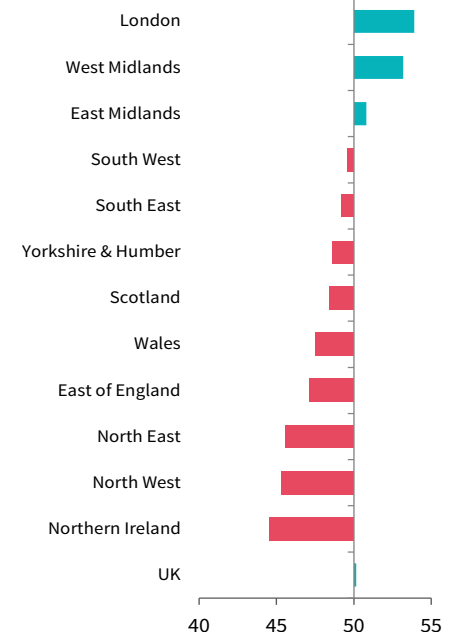 London
West Midlands
East Midlands
South West
South East
Yorkshire & Humber
Scotland
Wales
East of England
North East
North West
Northern Ireland
UK
40 45 50 55